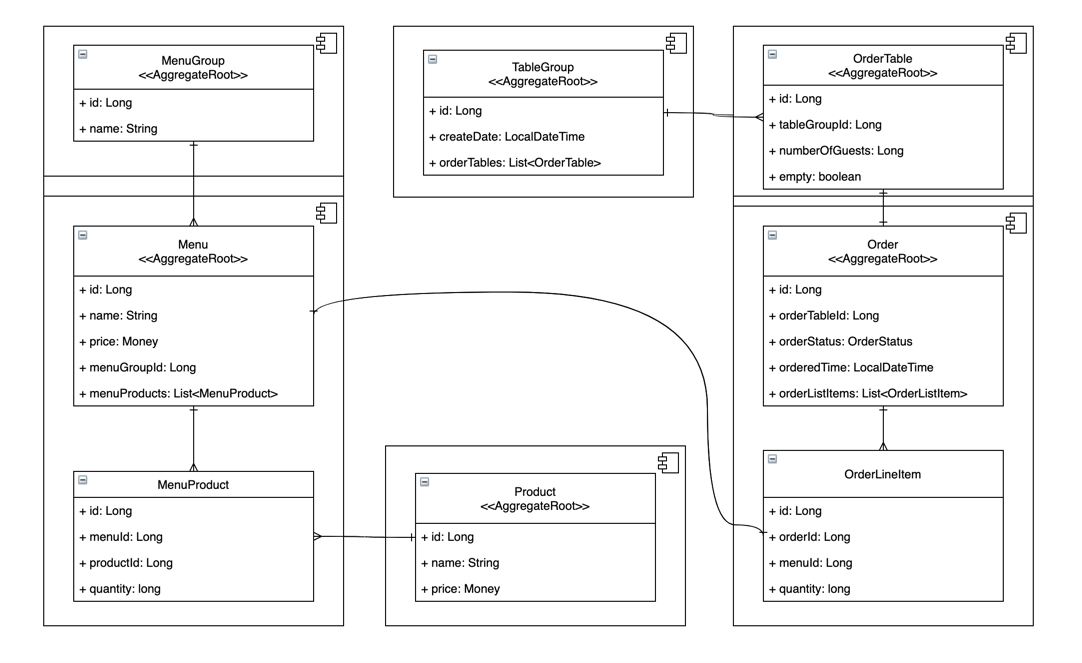 MenuGroup
<<AggregateRoot>>
+ id: Long
+ name: String
TableGroup
<<AggregateRoot>>
+ id: Long
+ createDate: LocalDateTime
+ orderTables: List<OrderTable>
OrderTable
<<AggregateRoot>>
+ id: Long
+ tableGroupId: Long
+ numberOfGuests: Long
+ empty: boolean
Menu
<<AggregateRoot>>
+ id: Long
+ name: String
+ price: Money
+ menuGroupId: Long
+ menuProducts: List<MenuProduct>
Order
<<AggregateRoot>>
+ id: Long
+ orderTableId: Long
+ orderStatus: OrderStatus
+ orderedTime: LocalDateTime
+ orderListItems: List<OrderListItem>
MenuProduct
+ id: Long
+ menuId: Long
+ productId: Long
+ quantity: long
Product
<<AggregateRoot>>
+ id: Long
+ name: String
+ price: Money
OrderLineItem
+ id: Long
+ orderId: Long
+ menuId: Long
+ quantity: long